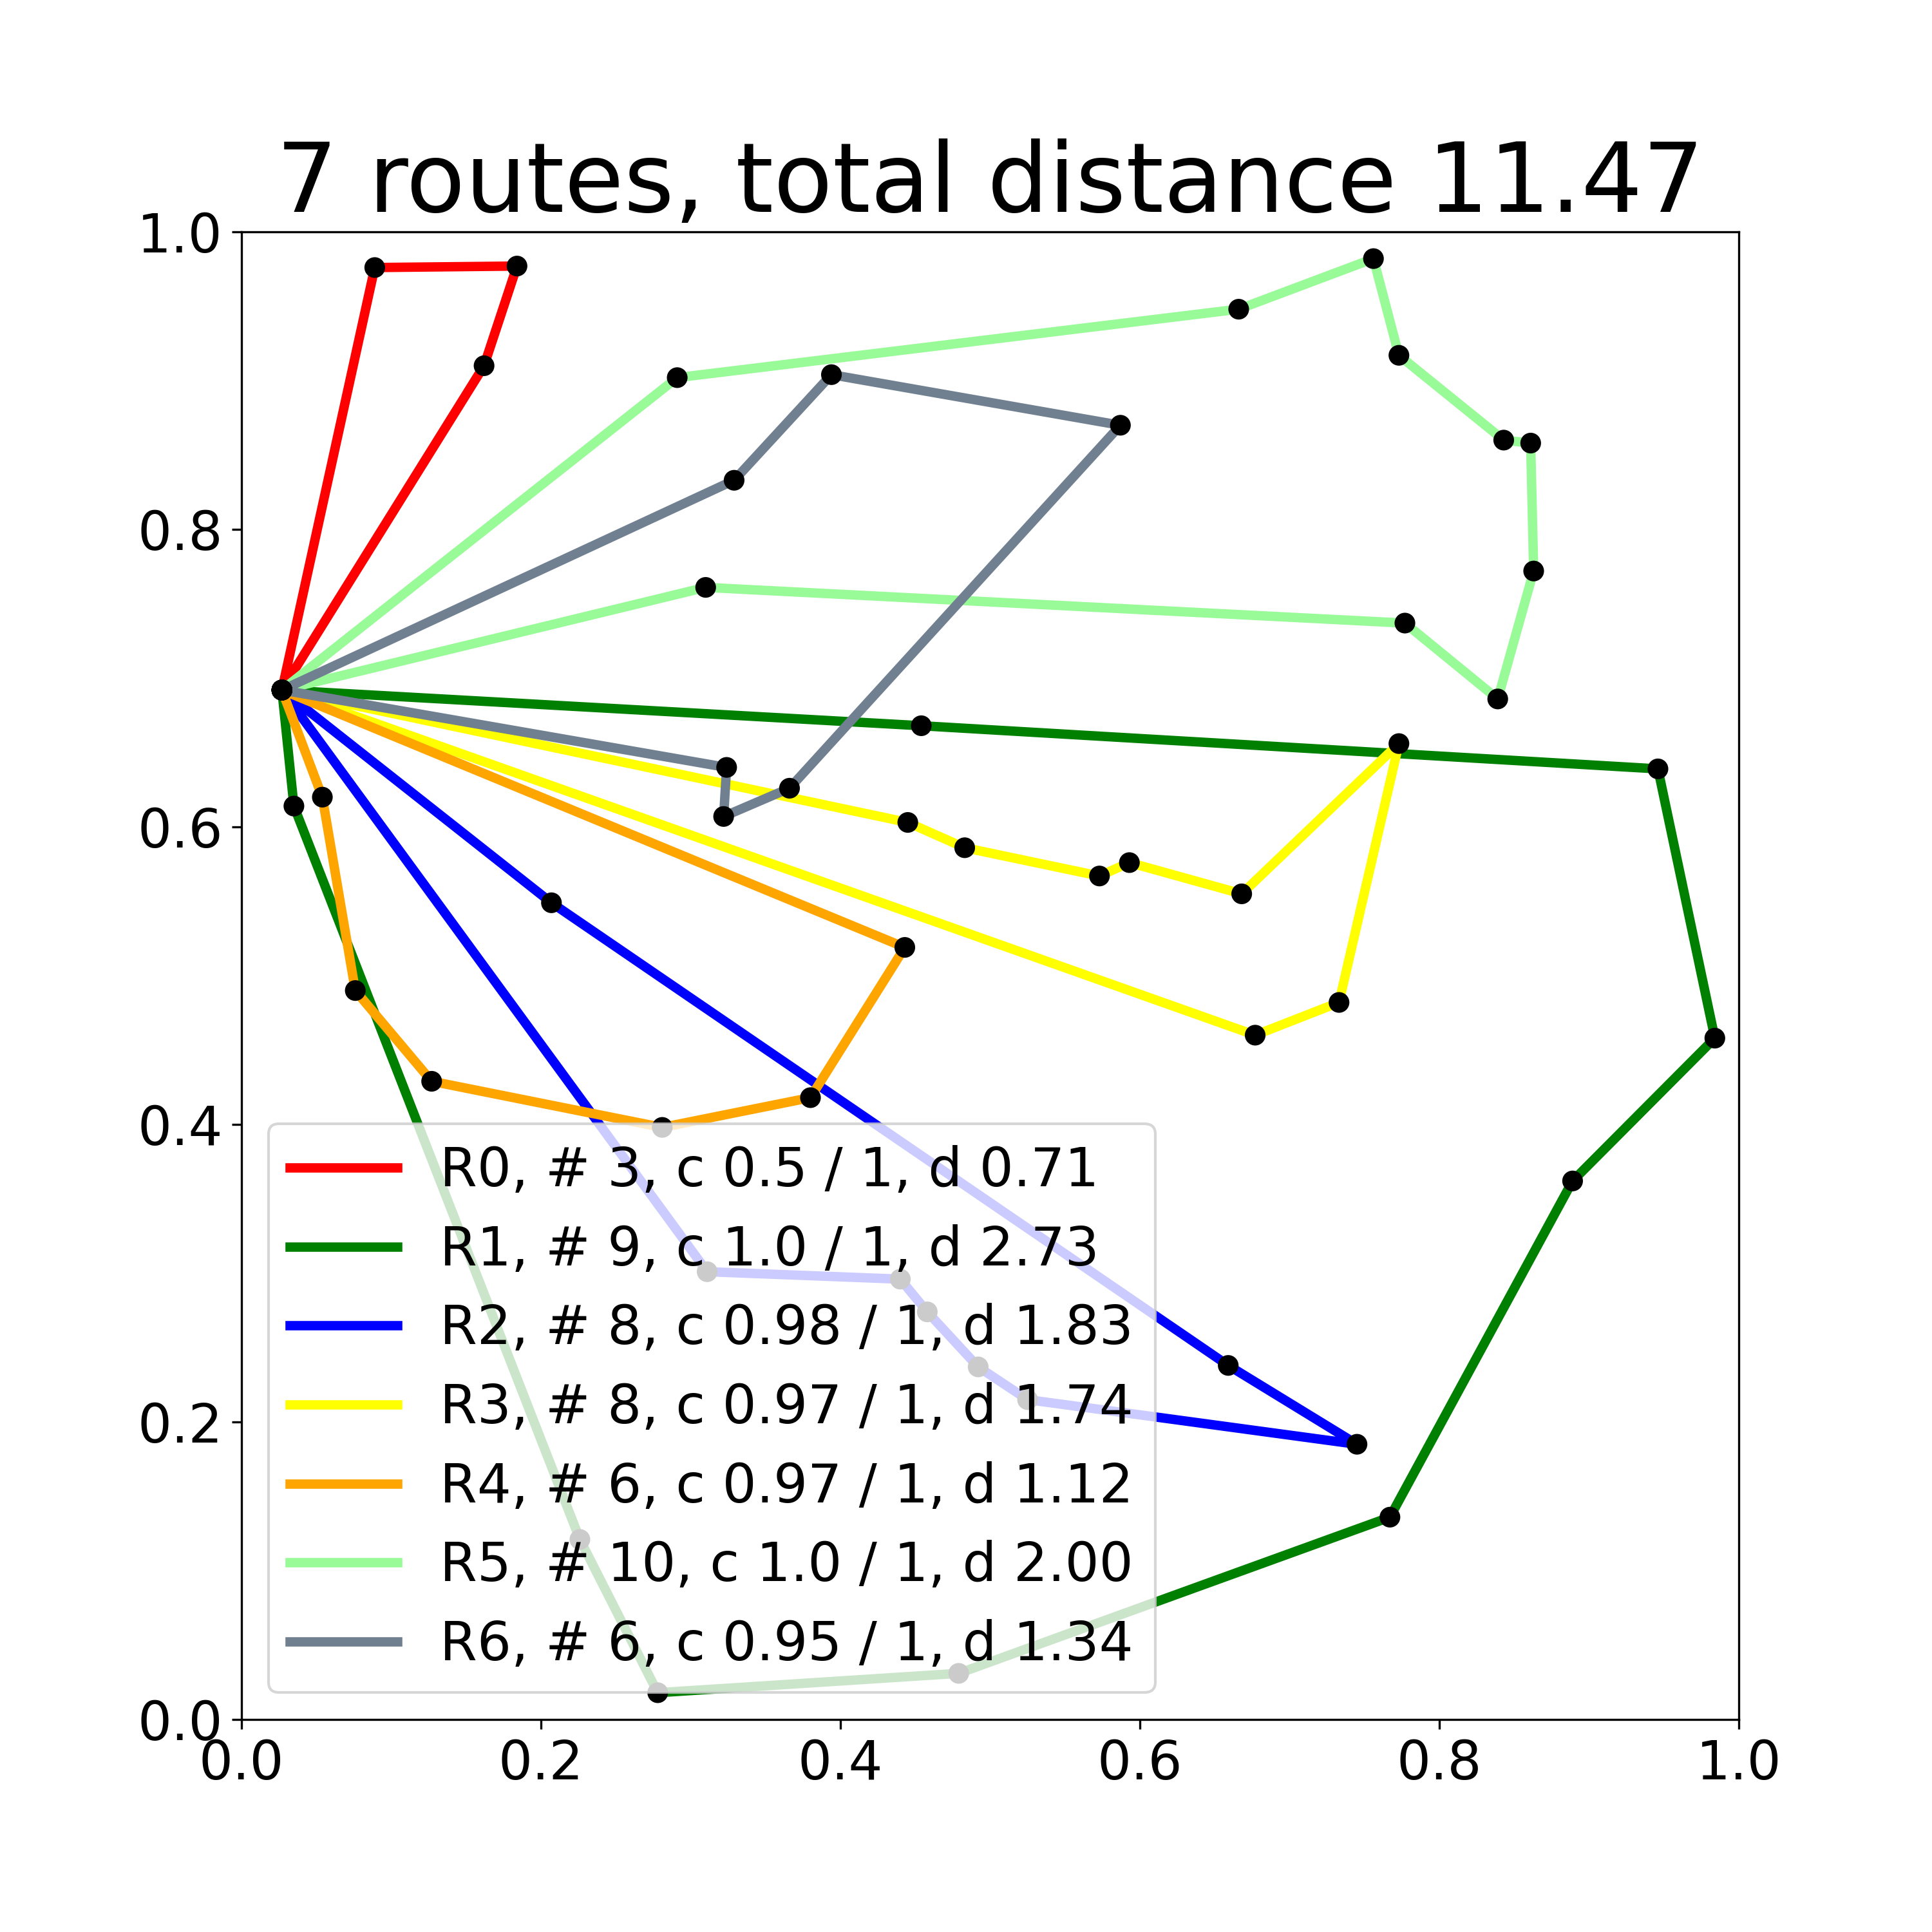 7 routes, total distance 11.47
1.0
0.8
0.6
0.4
0.2
0.0
R0, # 3, c 0.5 / 1, d 0.71
R1, # 9, c 1.0 / 1, d 2.73
R2, # 8, c 0.98 / 1, d 1.83
R3, # 8, c 0.97 / 1, d 1.74
R4, # 6, c 0.97 / 1, d 1.12
R5, # 10, c 1.0 / 1, d 2.00
R6, # 6, c 0.95 / 1, d 1.34
0.0 0.2 0.4 0.6 0.8 1.0